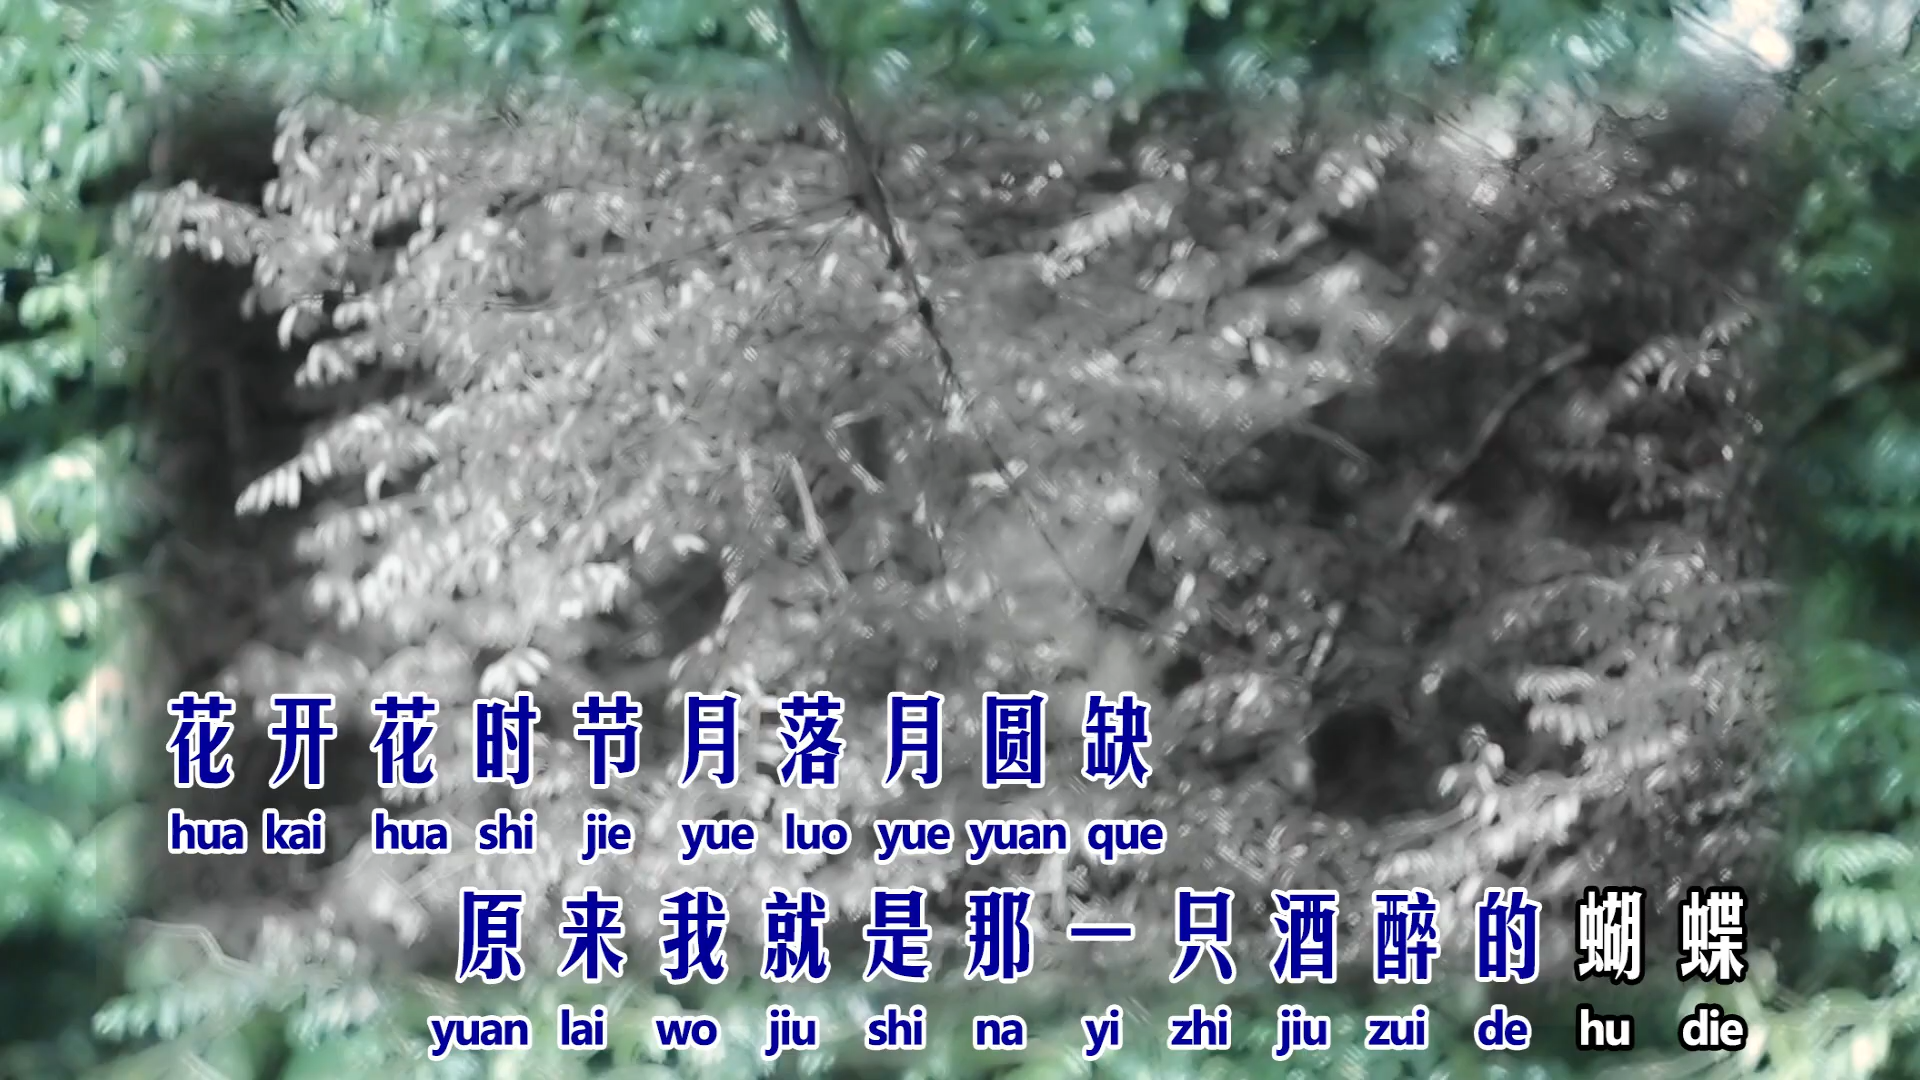 花开花时节月落月圆缺
hua kai hua shi jie yue luo yue yuan que
原来我就是那一只酒醉的蝴蝶
yuan lai wo jiu shi na yi zhi jiu zui de hu die